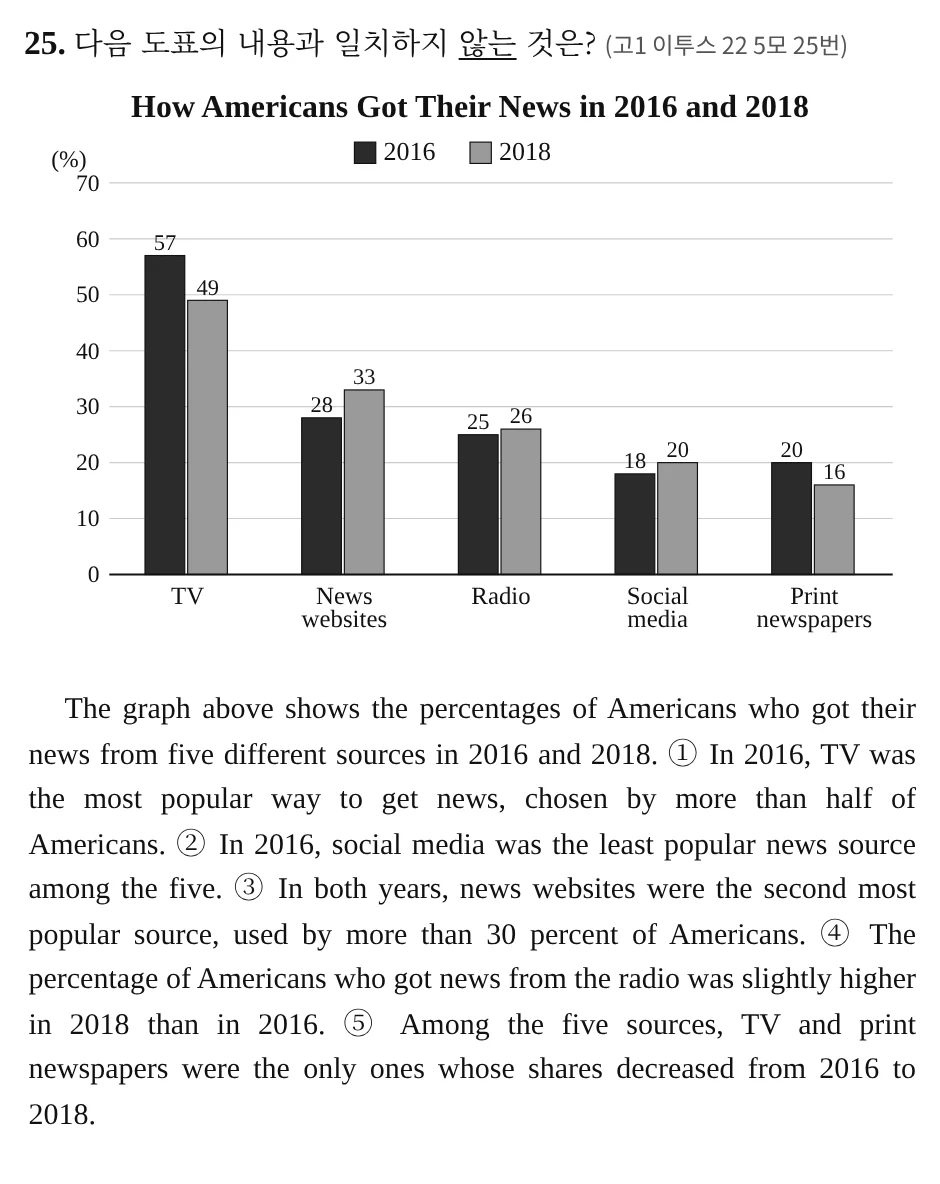 25. 다음 도표의 내용과 일치하지 않는 것은? (고1 이투스 22 5모 25번)
How Americans Got Their News in 2016 and 2018
2016 2018
(%)
70
60
50
40
30
20
10
0
57 49
28 33
25 26
18 20
20 16
TV
News
websites
Radio
Social
media
Print
newspapers
The graph above shows the percentages of Americans who got their
news from five different sources in 2016 and 2018. ① In 2016, TV was
the most popular way to get news, chosen by more than half of
Americans. ② In 2016, social media was the least popular news source
among the five. ③ In both years, news websites were the second most
popular source, used by more than 30 percent of Americans. ④ The
percentage of Americans who got news from the radio was slightly higher
in 2018 than in 2016. ⑤ Among the five sources, TV and print
newspapers were the only ones whose shares decreased from 2016 to
2018.